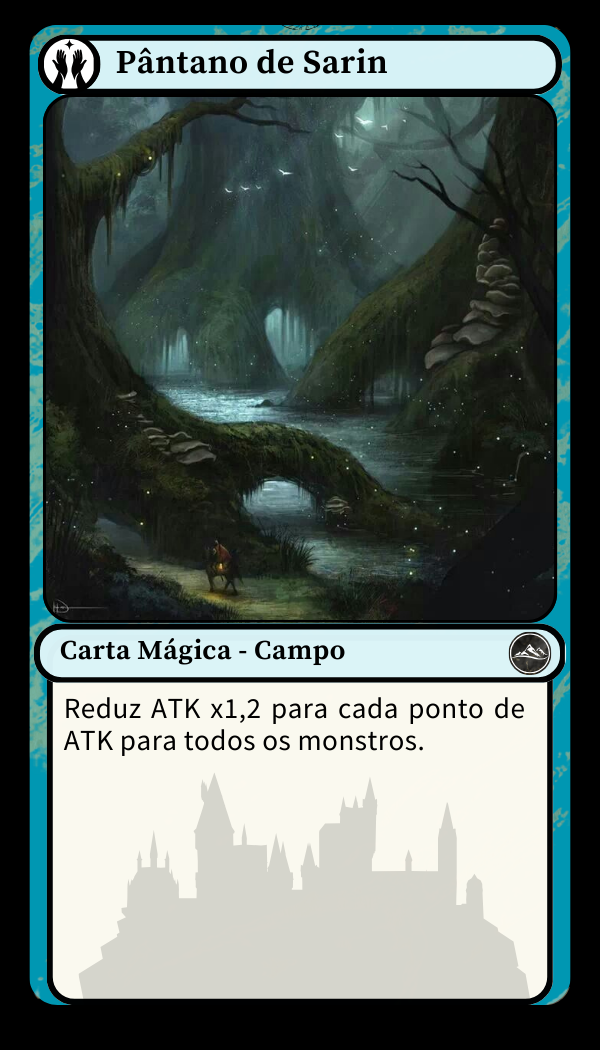 Pântano de Sarin
Carta Mágica - Campo
Reduz ATK x1,2 para cada ponto de
ATK para todos os monstros.